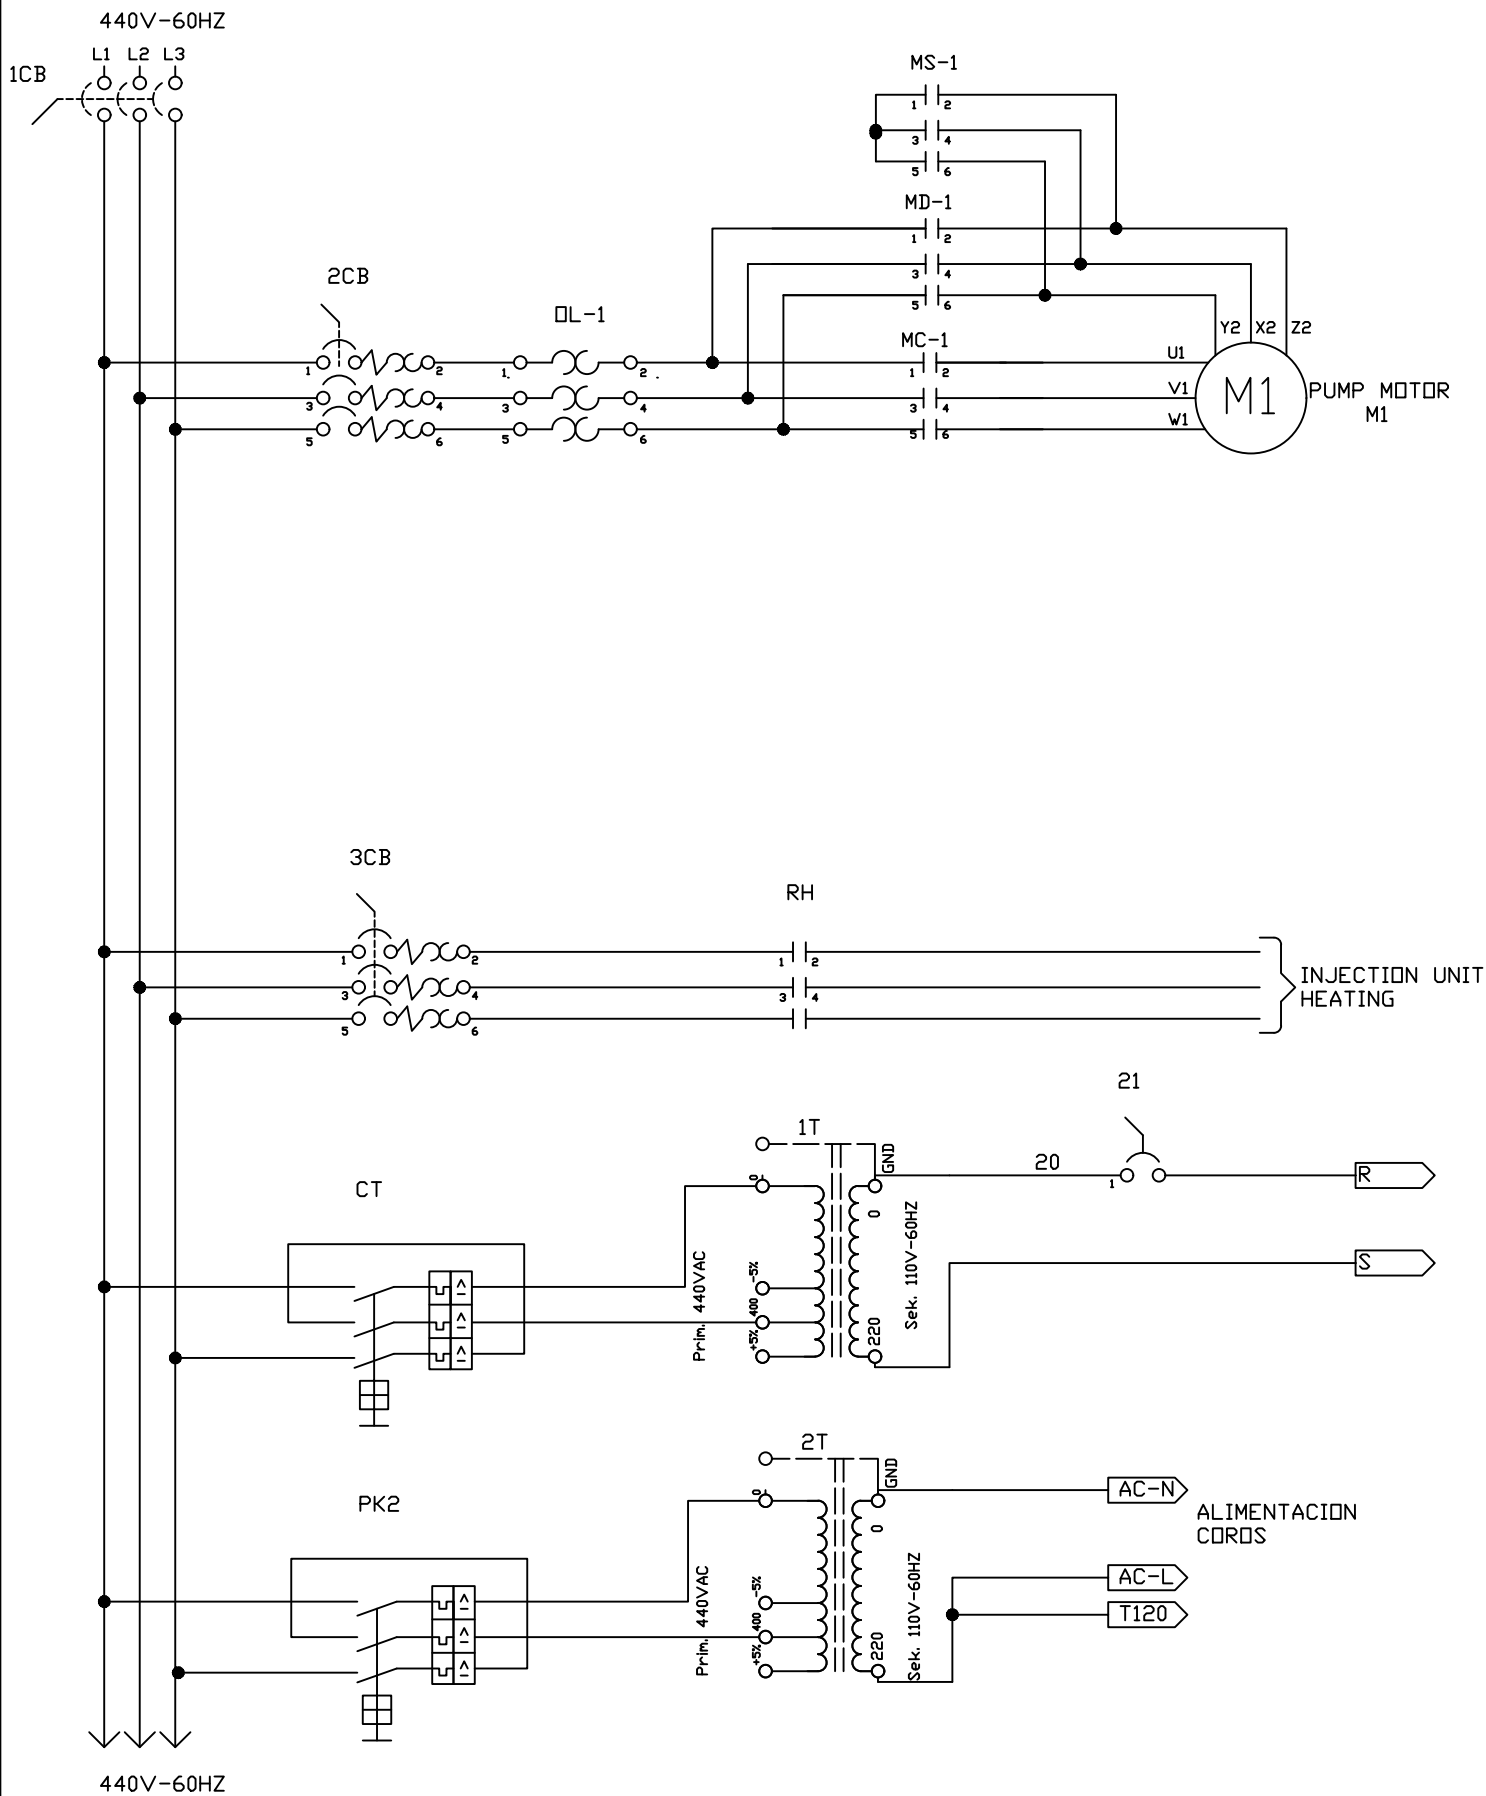 440V-60HZ
L1 L2 L3
1CB
MS-1
1 2
3 4
5 6
MD-1
1 2
3 4
5 6
2CB
OL-1
MC-1
Y2 X2 Z2
1 2 1. 2 . 1 2 U1
3 4 3 4 3 4 V1
5 6 5 6 5 6 W1
M1
PUMP MOTOR
M1
3CB
RH
1 2 1 2
3 4 3 4
5 6
INJECTION UNIT
HEATING
21
1T
GND
20
1
R
CT
0
0
Prim. 440VAC
-5%
400
+5%
220
Sek. 110V-60HZ
S
2T
GND
AC-N
ALIMENTACION
COROS
PK2
0
0
Prim. 440VAC
-5%
400
+5%
220
Sek. 110V-60HZ
AC-L
T120
440V-60HZ